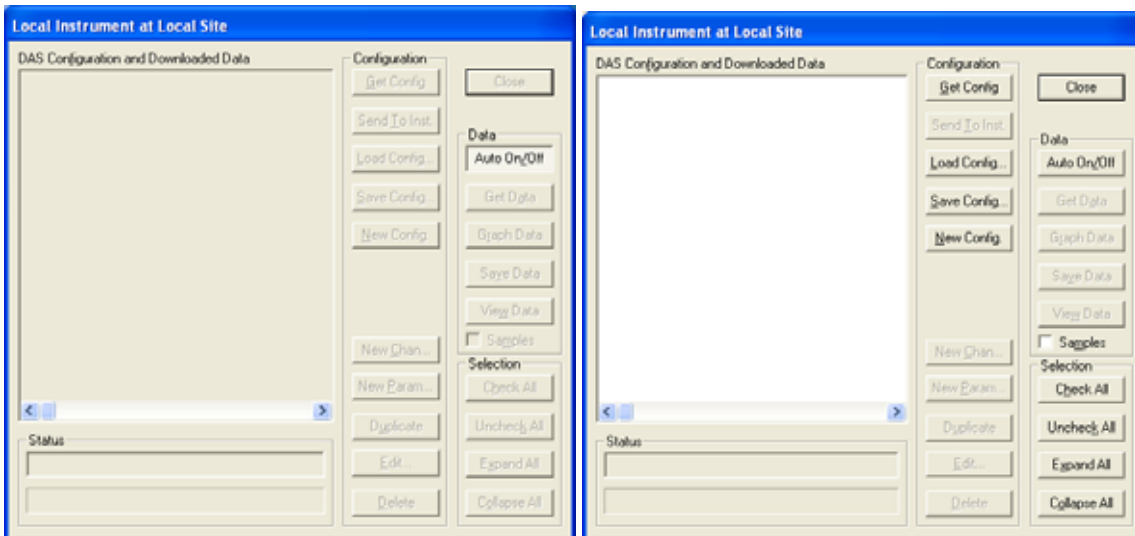 Local Instrument at Local Site
DAS Configuration and Downloaded Data
Configuration
Get Config
Close
Send To Inst.
Data
Load Config...
Auto On/Off
Save Config...
Get Data
New Config
Graph Data
Save Data
View Data
Samples
New Chan...
Selection
New Param...
Check All
Duplicate
Uncheck All
Status
Edit...
Expand All
Delete
Collapse All
Local Instrument at Local Site
DAS Configuration and Downloaded Data
Configuration
Get Config
Close
Send To Inst.
Data
Load Config...
Auto On/Off
Save Config...
Get Data
New Config.
Graph Data
Save Data
View Data
Samples
New Chan...
Selection
New Param...
Check All
Duplicate
Uncheck All
Status
Edit...
Expand All
Delete
Collapse All